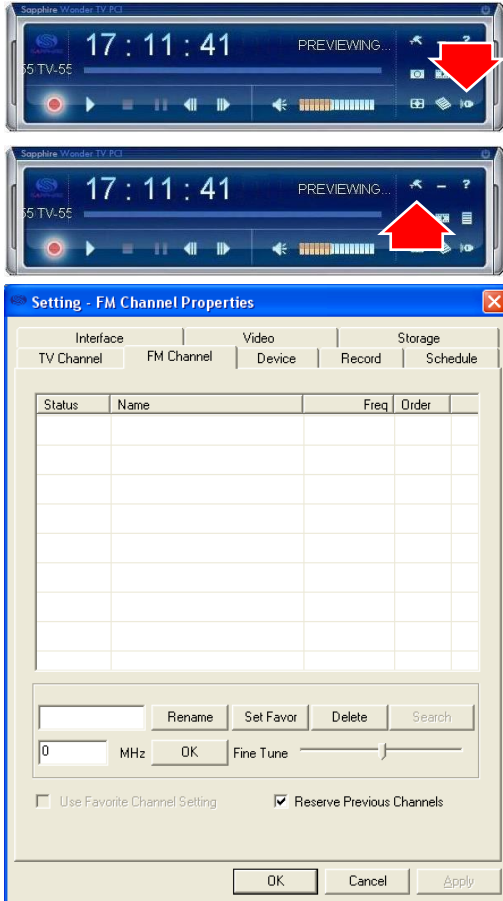 Sapphire Wonder TV PCI
17 : 11 : 41 PREVIEWING...
55 TV-55
Sapphire Wonder TV PCI
17 : 11 : 41 PREVIEWING... ?
55 TV-55
Setting - FM Channel Properties
Interface Video Storage
TV Channel FM Channel Device Record Schedule
Status Name Freq Order
Rename Set Favor Delete Search
0 MHz OK Fine Tune
Use Favorite Channel Setting Reserve Previous Channels
OK Cancel Apply